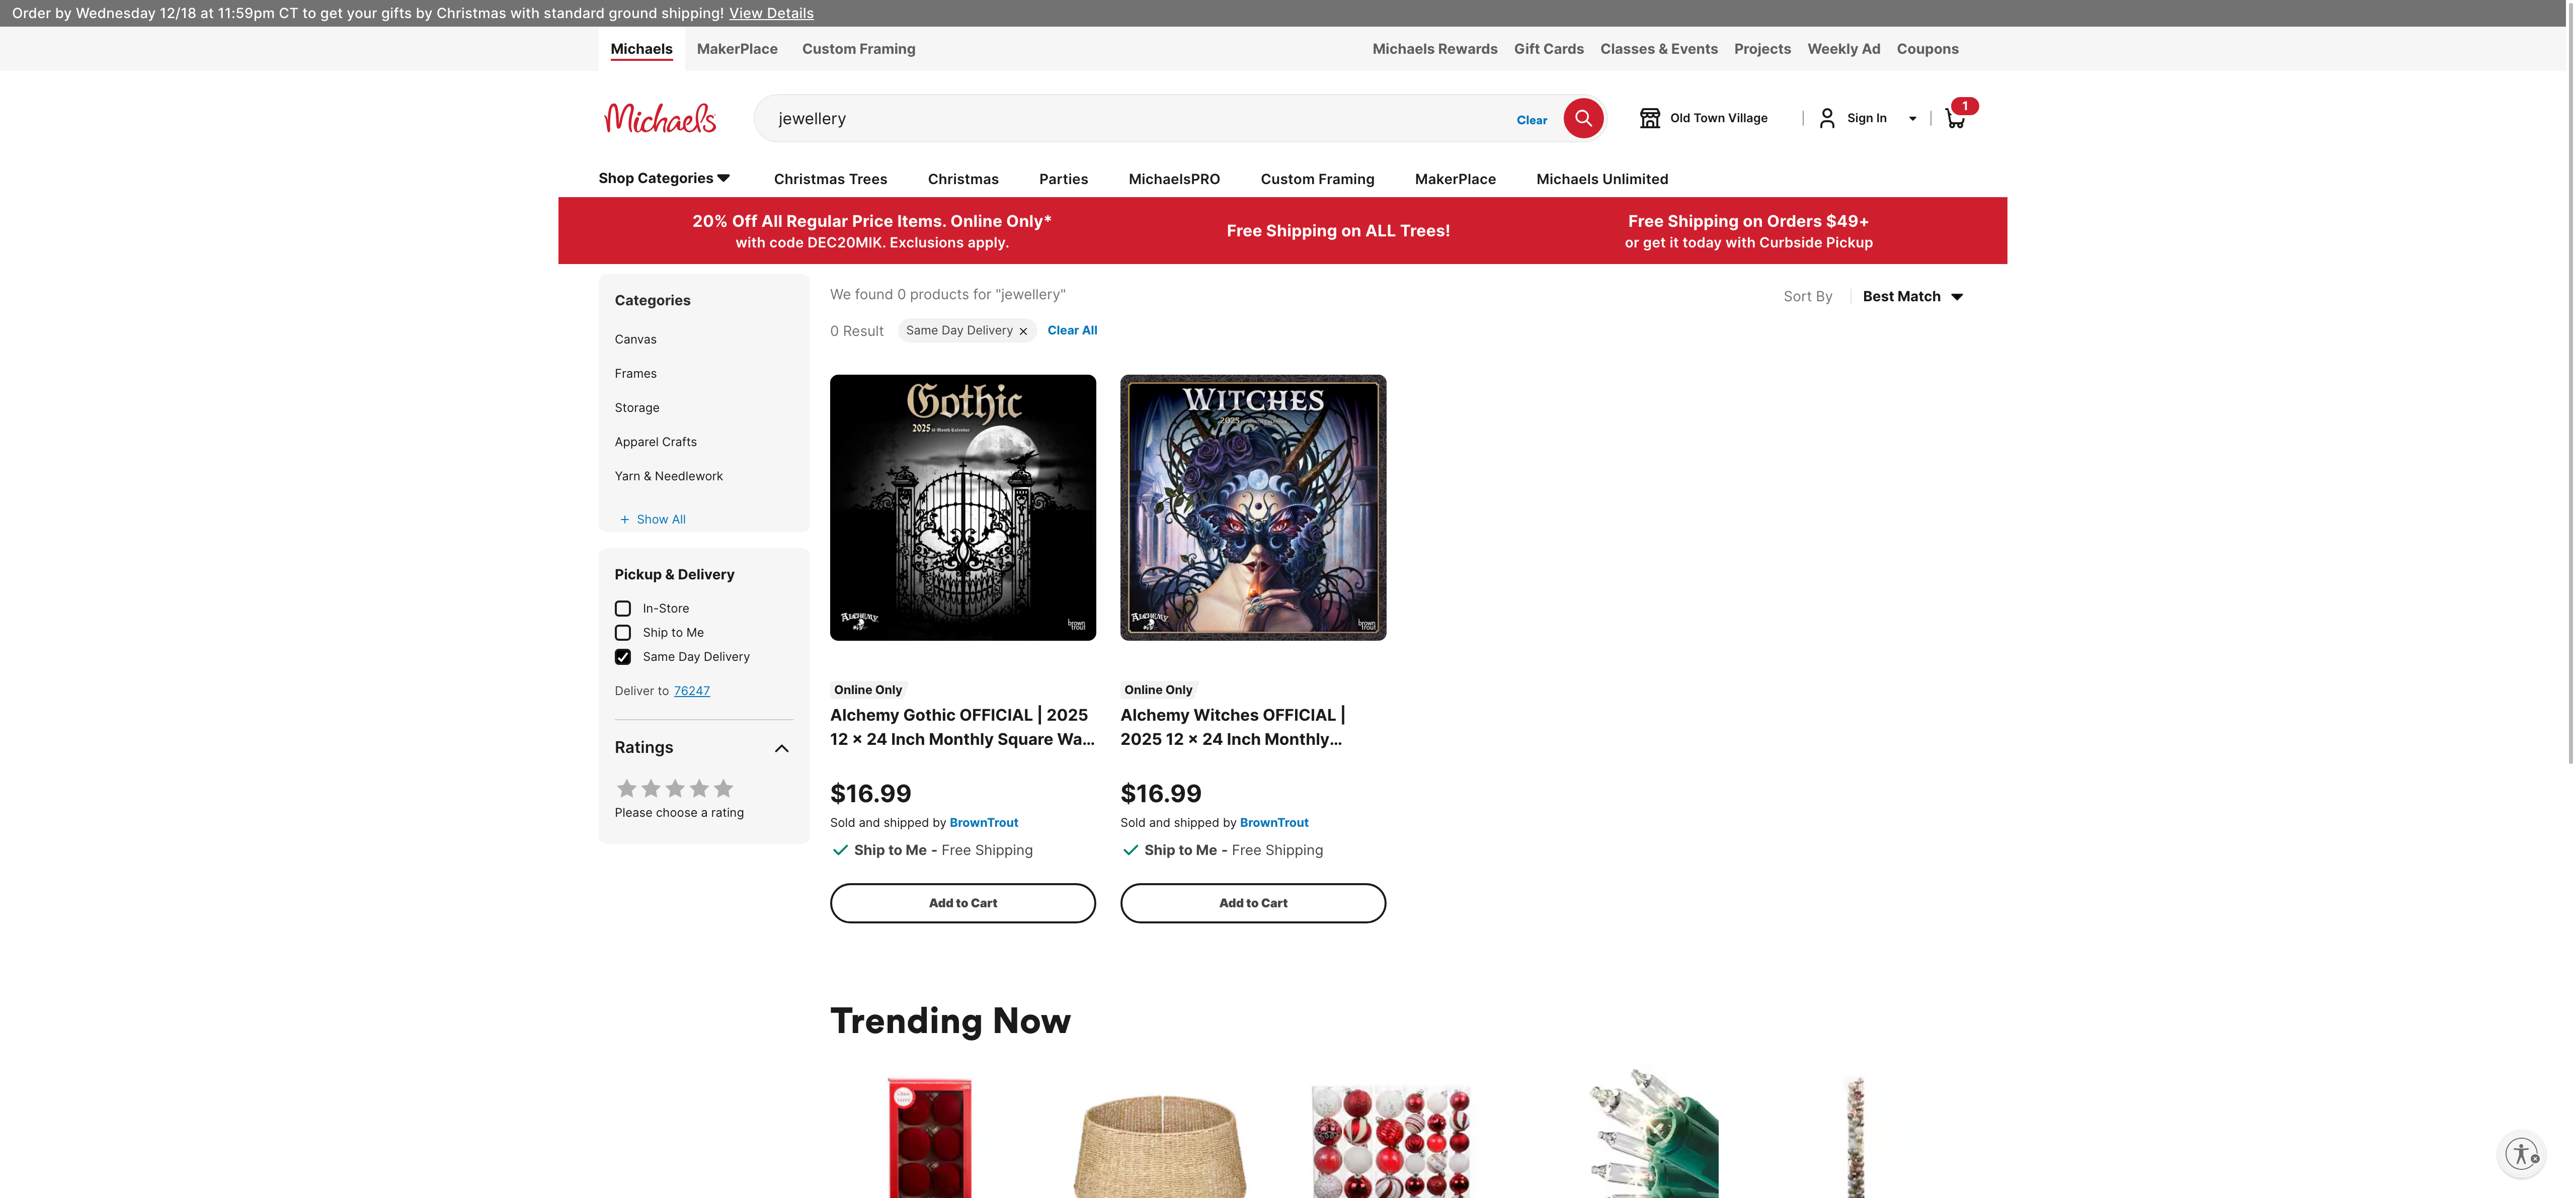 Order by Wednesday 12/18 at 11:59pm CT to get your gifts by Christmas with standard ground shipping! View Details
Michaels MakerPlace Custom Framing Michaels Rewards Gift Cards Classes & Events Projects Weekly Ad Coupons
Michaels jewellery Clear Old Town Village Sign In 1
Shop Categories Christmas Trees Christmas Parties MichaelsPRO Custom Framing MakerPlace Michaels Unlimited
20% Off All Regular Price Items. Online Only*
with code DEC20MIK. Exclusions apply.
Free Shipping on ALL Trees!
Free Shipping on Orders $49+
or get it today with Curbside Pickup
Categories
Canvas
Frames
Storage
Apparel Crafts
Yarn & Needlework
+ Show All
Pickup & Delivery
In-Store
Ship to Me
Same Day Delivery
Deliver to 76247
Ratings
Please choose a rating
We found 0 products for "jewellery"
Sort By Best Match
0 Result Same Day Delivery × Clear All
Gothic
2025
ALCHEMY
brown
trout
Online Only
Alchemy Gothic OFFICIAL | 2025
12 × 24 Inch Monthly Square Wa...
$16.99
Sold and shipped by BrownTrout
Ship to Me - Free Shipping
Add to Cart
WITCHES
2025
ALCHEMY
brown
trout
Online Only
Alchemy Witches OFFICIAL |
2025 12 × 24 Inch Monthly...
$16.99
Sold and shipped by BrownTrout
Ship to Me - Free Shipping
Add to Cart
Trending Now